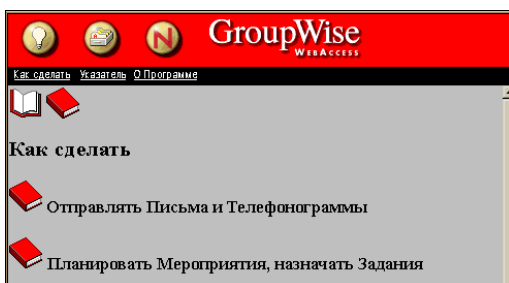 GroupWise
WebAccess
Как сделать Указатель О Программе
Как сделать
Отправлять Письма и Телефонограммы
Планировать Мероприятия, назначать Задания